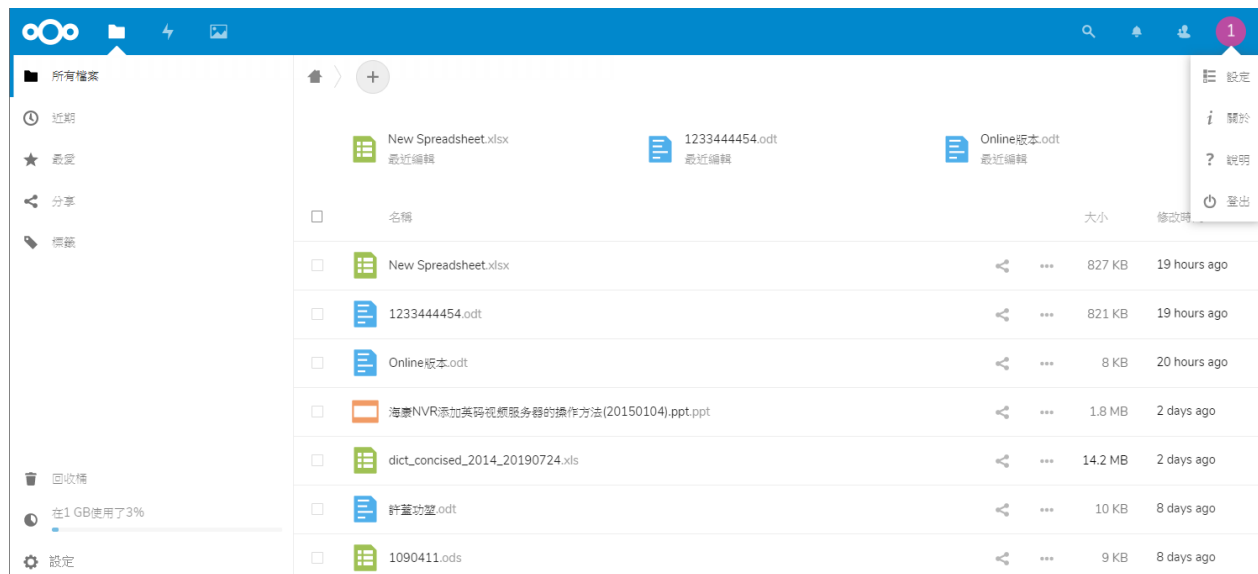 1
所有檔案
近期
最愛
分享
標籤
回收桶
在1 GB使用了3%
設定
設定
關於
說明
登出
New Spreadsheet.xlsx
最近編輯
1233444454.odt
最近編輯
Online版本.odt
最近編輯
名稱 大小 修改時
New Spreadsheet.xlsx 827 KB 19 hours ago
1233444454.odt 821 KB 19 hours ago
Online版本.odt 8 KB 20 hours ago
海康NVR添加英码视频服务器的操作方法(20150104).ppt.ppt 1.8 MB 2 days ago
dict_concised_2014_20190724.xls 14.2 MB 2 days ago
許蓋功堃.odt 10 KB 8 days ago
1090411.ods 9 KB 8 days ago